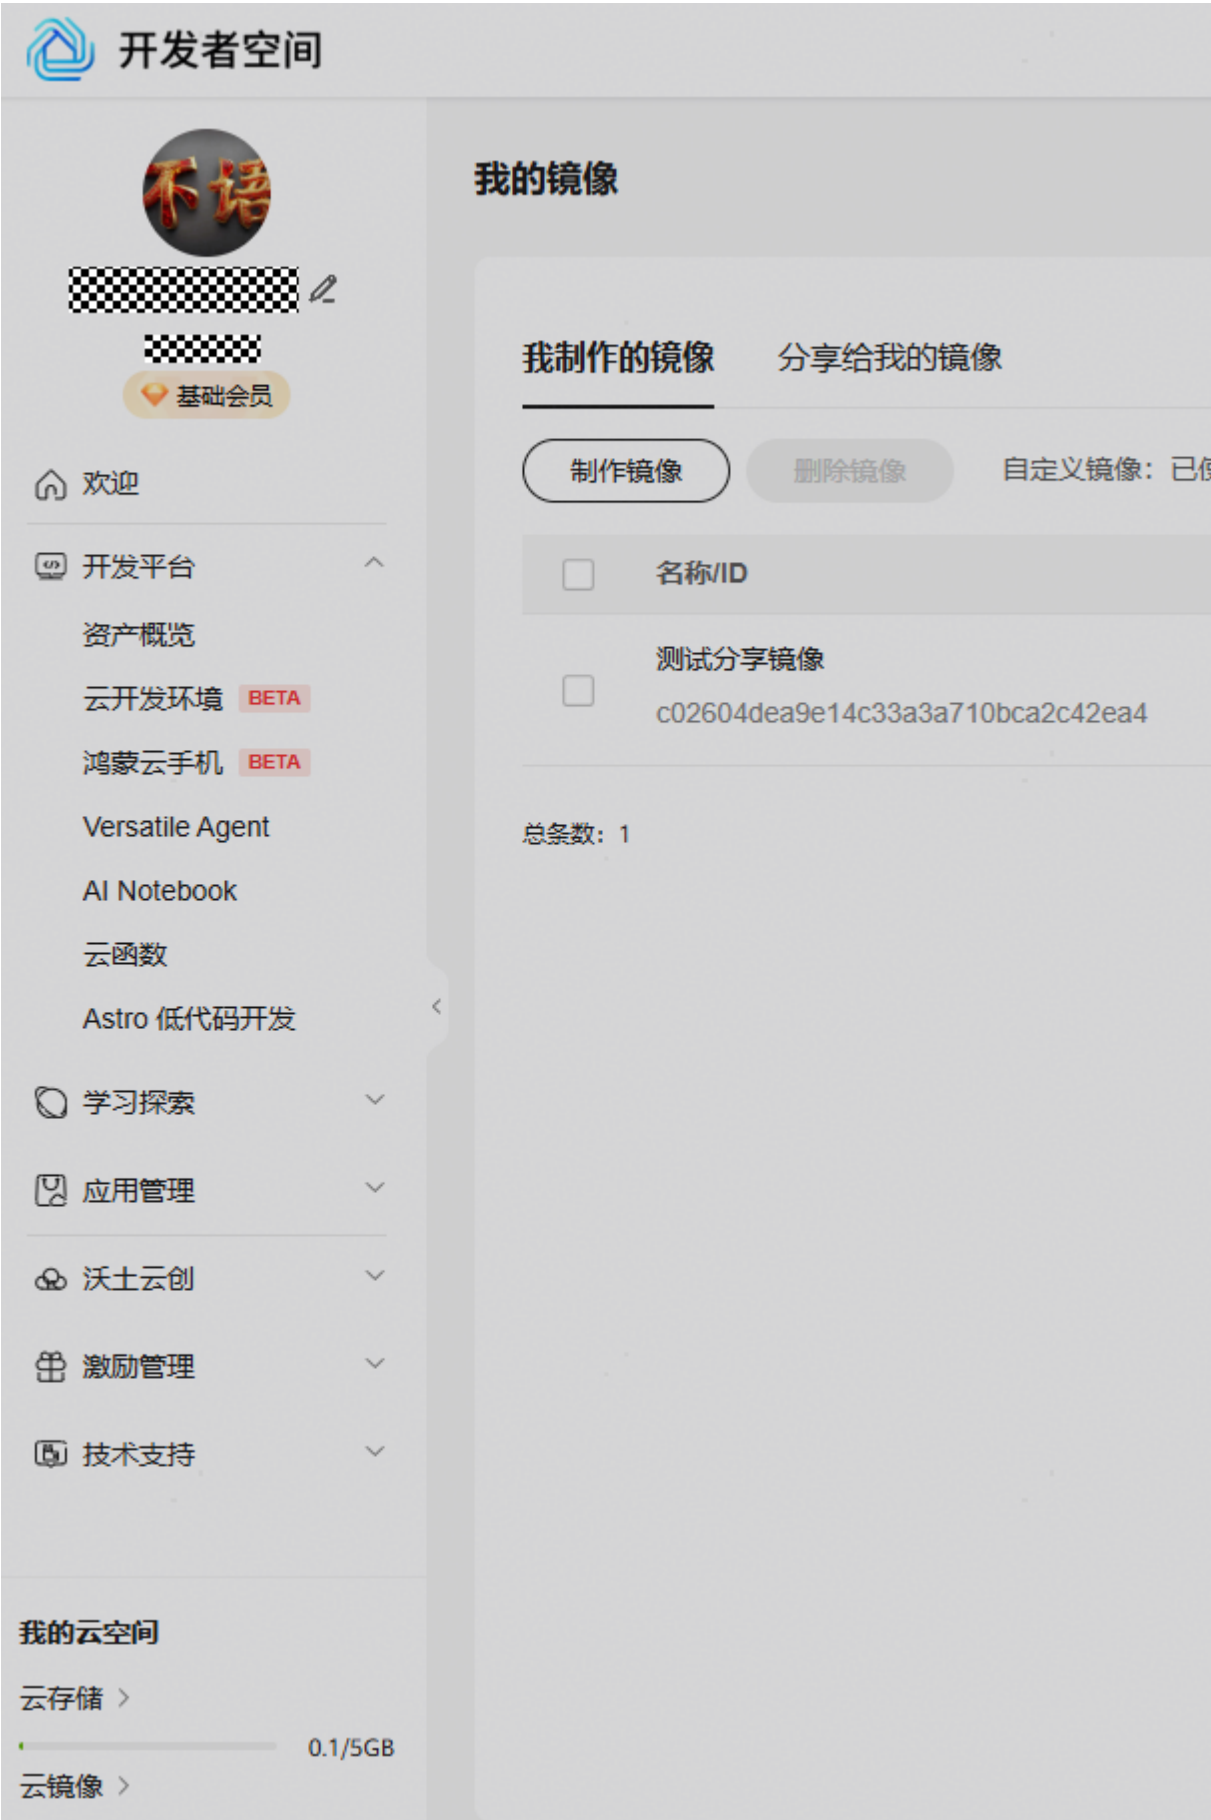 开发者空间
不语
基础会员
欢迎
开发平台
资产概览
云开发环境 BETA
鸿蒙云手机 BETA
Versatile Agent
AI Notebook
云函数
Astro 低代码开发
学习探索
应用管理
沃土云创
激励管理
技术支持
我的云空间
云存储
0.1/5GB
云镜像
我的镜像
我制作的镜像 分享给我的镜像
制作镜像 删除镜像 自定义镜像：已
名称/ID
测试分享镜像
c02604dea9e14c33a3a710bca2c42ea4
总条数：1